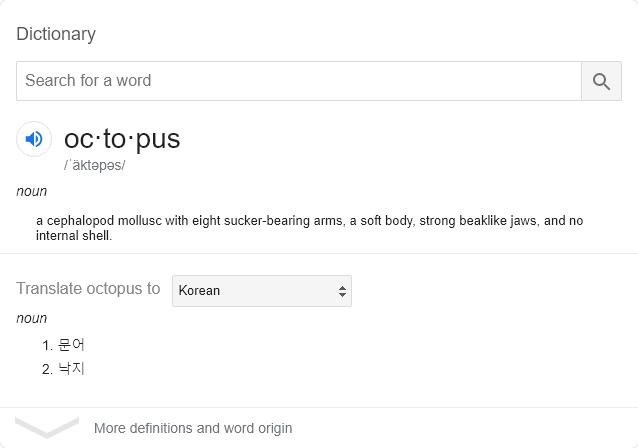 Dictionary
Search for a word
oc·to·pus
/ˈäktəpəs/
noun
a cephalopod mollusc with eight sucker-bearing arms, a soft body, strong beaklike jaws, and no
internal shell.
Translate octopus to Korean
noun
1. 문어
2. 낙지
More definitions and word origin